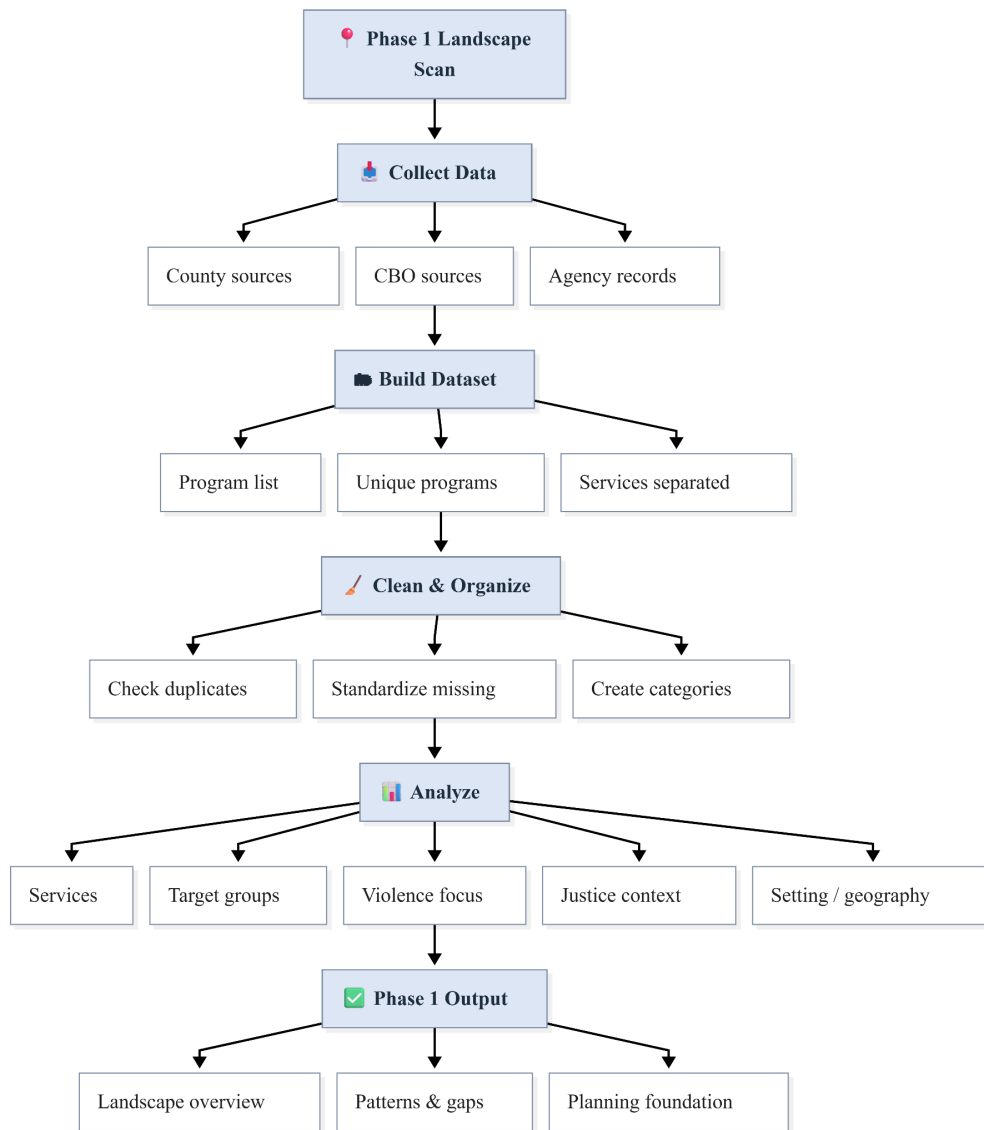 📍 Phase 1 Landscape
Scan
📥 Collect Data
County sources
CBO sources
Agency records
Build Dataset
Program list
Unique programs
Services separated
🧹 Clean & Organize
Check duplicates
Standardize missing
Create categories
📊 Analyze
Services
Target groups
Violence focus
Justice context
Setting / geography
✅ Phase 1 Output
Landscape overview
Patterns & gaps
Planning foundation